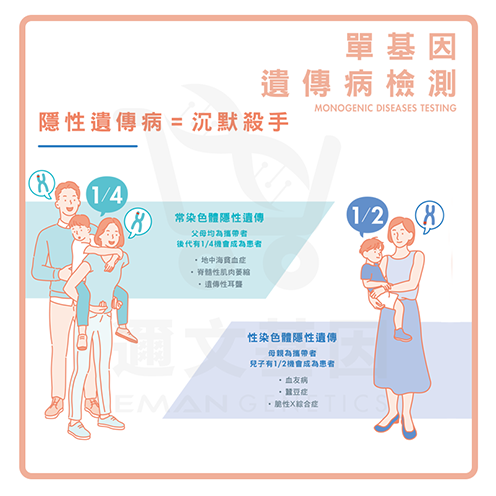 單基因
遺傳病檢測
MONOGENIC DISEASES TESTING
隱性遺傳病=沉默殺手
1/4
常染色體隱性遺傳
父母均為攜帶者
後代有1/4機會成為患者
• 地中海貧血症
• 脊髓性肌肉萎縮
• 遺傳性耳聾
1/2
性染色體隱性遺傳
母親為攜帶者
兒子有1/2機會成為患者
• 血友病
• 蠶豆症
• 脆性X綜合症
邇文基因
EMAN GENETICS